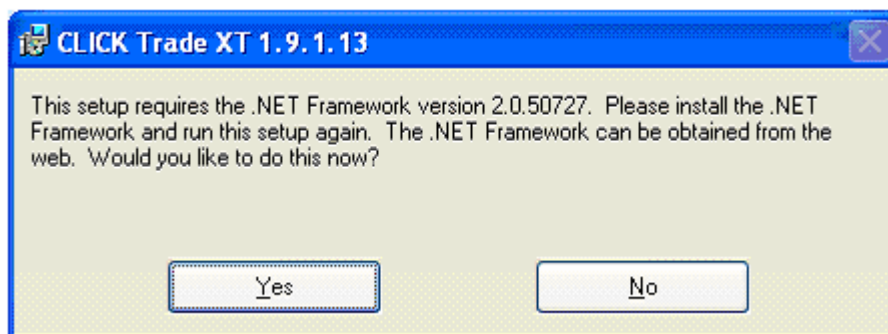 CLICK Trade XT 1.9.1.13
This setup requires the .NET Framework version 2.0.50727.  Please install the .NET
Framework and run this setup again.  The .NET Framework can be obtained from the
web.  Would you like to do this now?
Yes
No